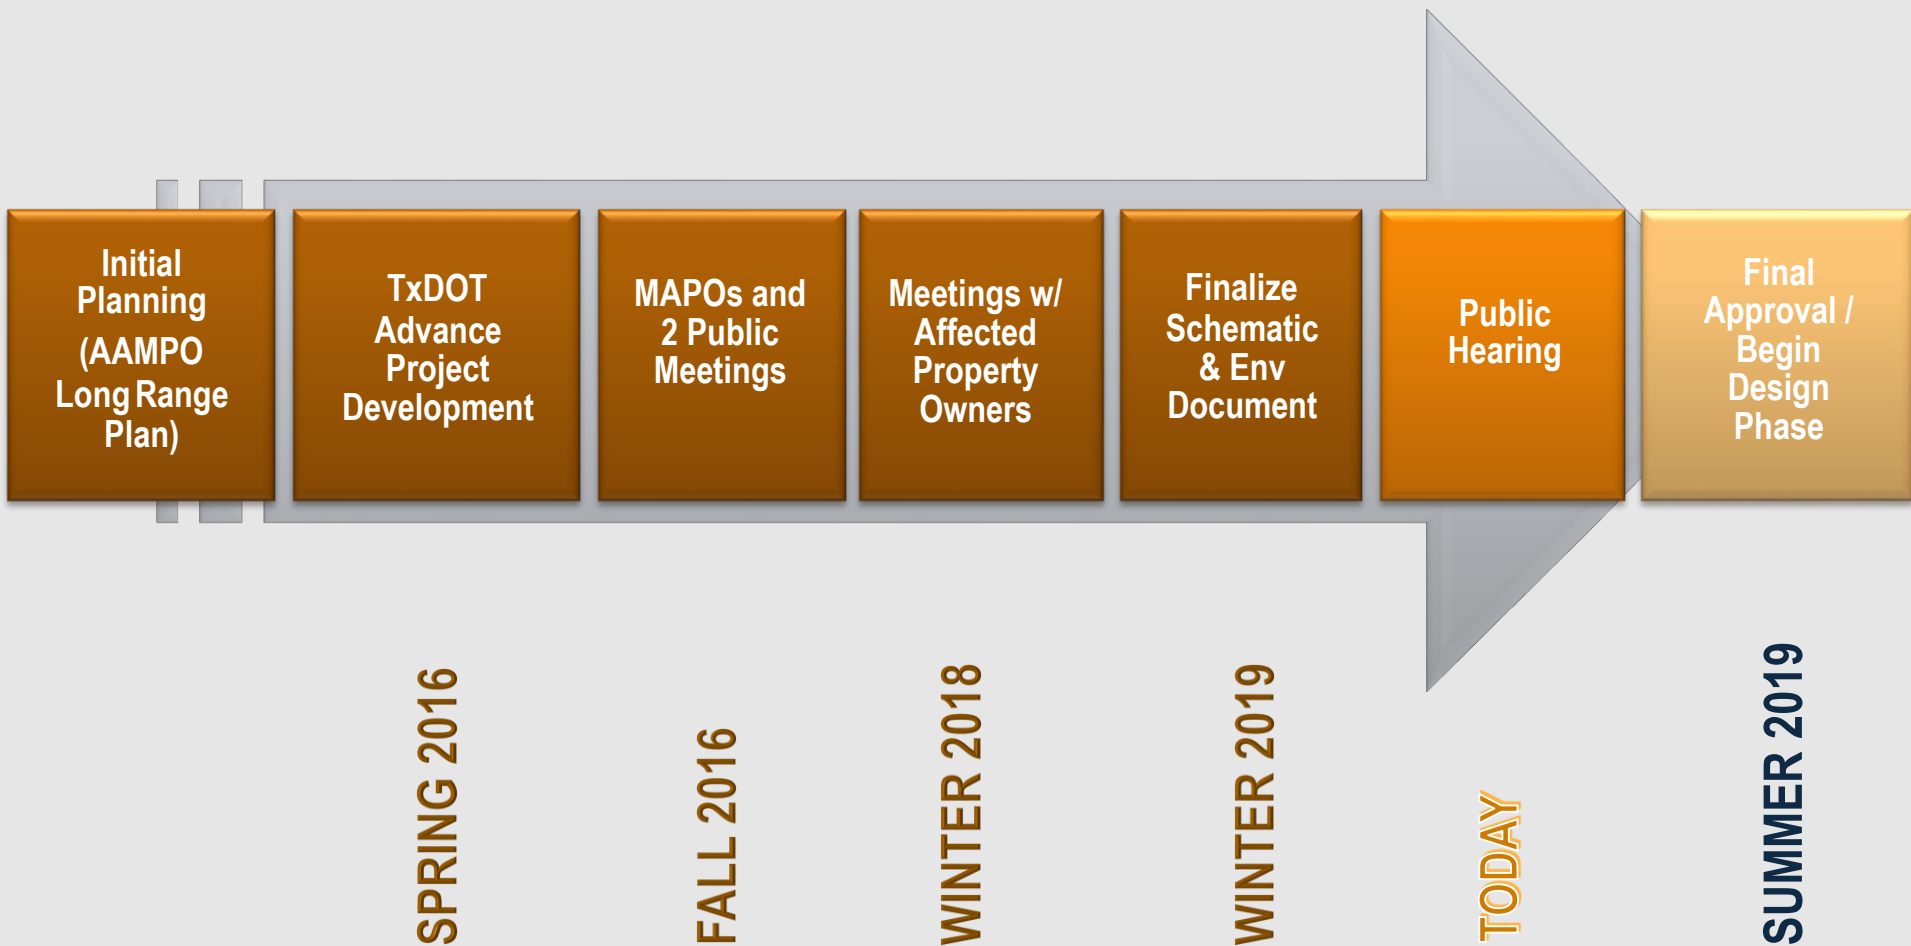 Initial
Planning
(AAMPO
Long Range
Plan)
TxDOT
Advance
Project
Development
MAPOs and
2 Public
Meetings
Meetings w/
Affected
Property
Owners
Finalize
Schematic
& Env
Document
Public
Hearing
Final
Approval /
Begin
Design
Phase
SPRING 2016
FALL 2016
WINTER 2018
WINTER 2019
TODAY
SUMMER 2019